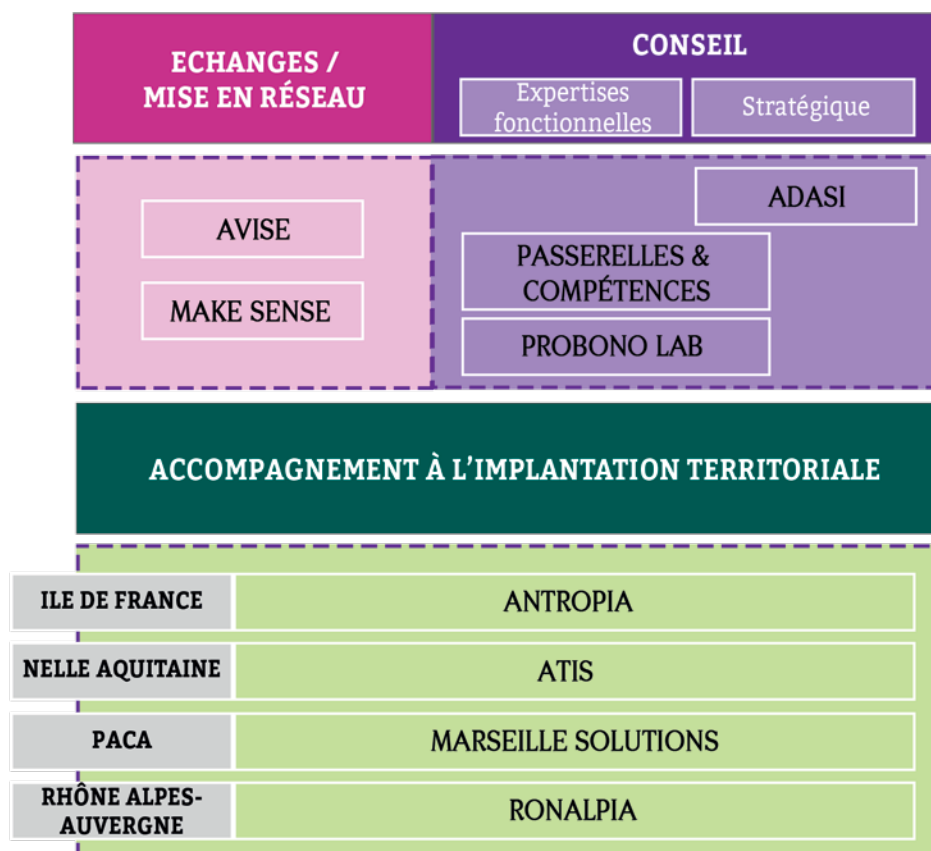 ECHANGES /
MISE EN RÉSEAU
CONSEIL
Expertises
fonctionnelles
Stratégique
AVISE
MAKE SENSE
ADASI
PASSERELLES &
COMPÉTENCES
PROBONO LAB
ACCOMPAGNEMENT À L'IMPLANTATION TERRITORIALE
ILE DE FRANCE
ANTROPIA
NELLE AQUITAINE
ATIS
PACA
MARSEILLE SOLUTIONS
RHÔNE ALPES-
AUVERGNE
RONALPIA